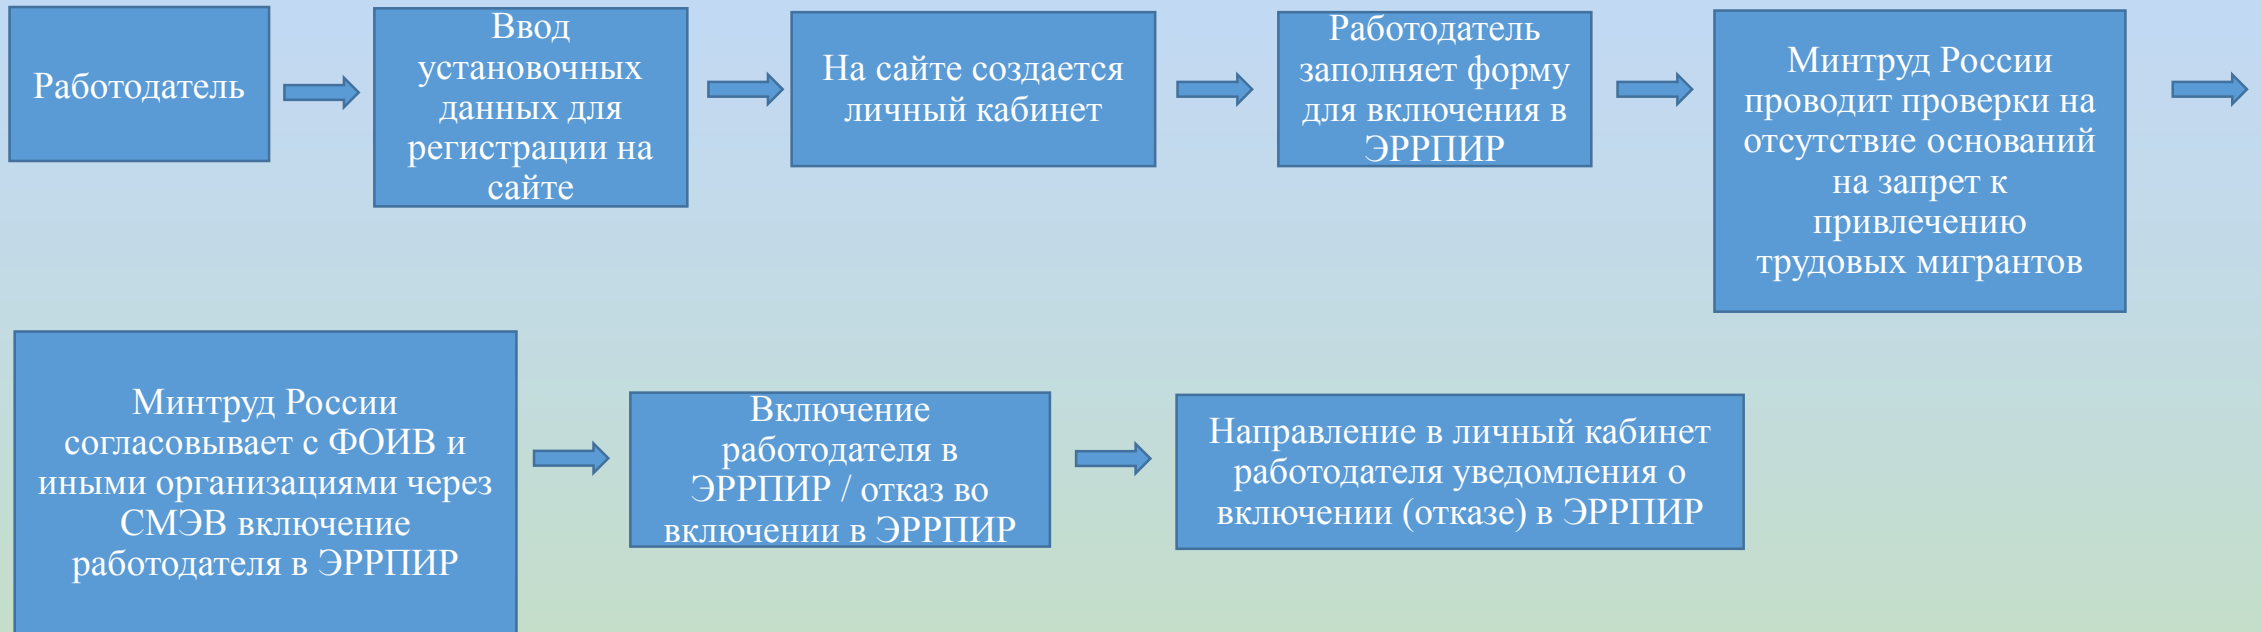 Работодатель
Ввод
установочных
данных для
регистрации на
сайте
На сайте создается
личный кабинет
Работодатель
заполняет форму
для включения в
ЭРРПИР
Минтруд России
проводит проверки на
отсутствие оснований
на запрет к
привлечению
трудовых мигрантов
Минтруд России
согласовывает с ФОИВ и
иными организациями через
СМЭВ включение
работодателя в ЭРРПИР
Включение
работодателя в
ЭРРПИР / отказ во
включении в ЭРРПИР
Направление в личный кабинет
работодателя уведомления о
включении (отказе) в ЭРРПИР